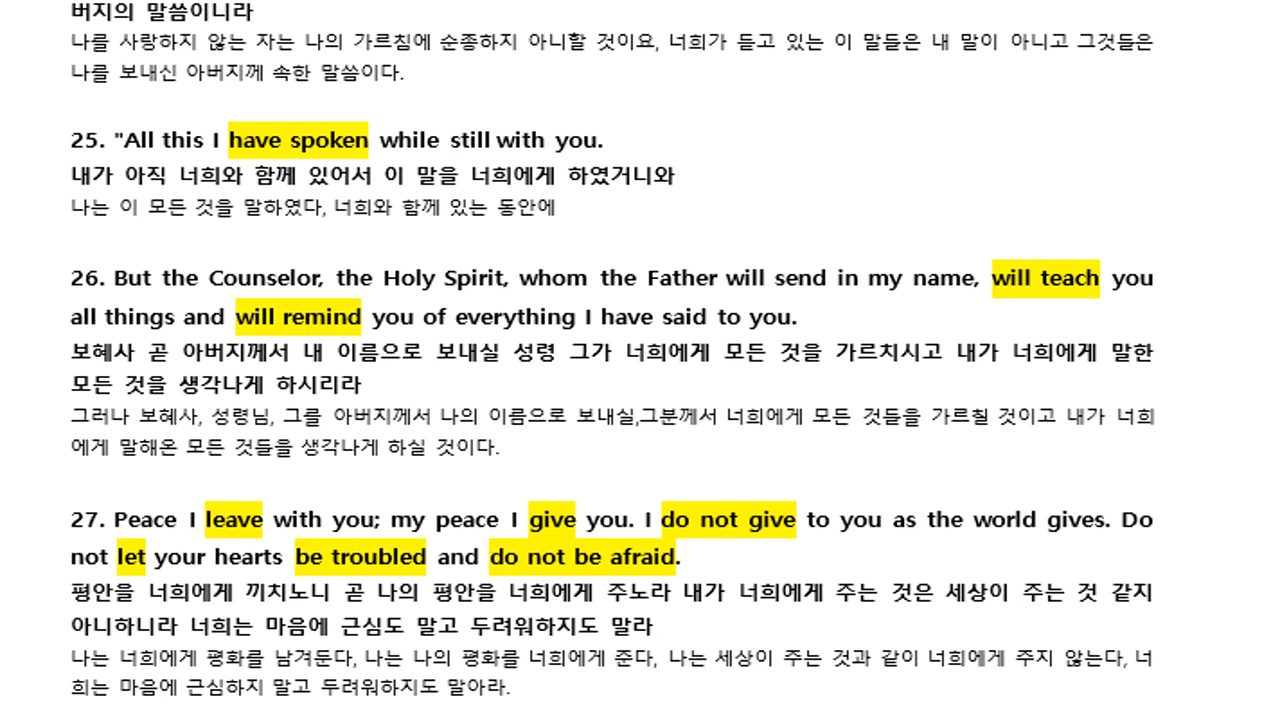 버지의 말씀이니라
나를 사랑하지 않는 자는 나의 가르침에 순종하지 아니할 것이요, 너희가 듣고 있는 이 말들은 내 말이 아니고 그것들은
나를 보내신 아버지께 속한 말씀이다.
25. "All this I have spoken while still with you.
내가 아직 너희와 함께 있어서 이 말을 너희에게 하였거니와
나는 이 모든 것을 말하였다, 너희와 함께 있는 동안에
26. But the Counselor, the Holy Spirit, whom the Father will send in my name, will teach you
all things and will remind you of everything I have said to you.
보혜사 곧 아버지께서 내 이름으로 보내실 성령 그가 너희에게 모든 것을 가르치시고 내가 너희에게 말한
모든 것을 생각나게 하시리라
그러나 보혜사, 성령님, 그를 아버지께서 나의 이름으로 보내실,그분께서 너희에게 모든 것들을 가르칠 것이고 내가 너희
에게 말해온 모든 것들을 생각나게 하실 것이다.
27. Peace I leave with you; my peace I give you. I do not give to you as the world gives. Do
not let your hearts be troubled and do not be afraid.
평안을 너희에게 끼치노니 곧 나의 평안을 너희에게 주노라 내가 너희에게 주는 것은 세상이 주는 것 같지
아니하니라 너희는 마음에 근심도 말고 두려워하지도 말라
나는 너희에게 평화를 남겨둔다, 나는 나의 평화를 너희에게 준다, 나는 세상이 주는 것과 같이 너희에게 주지 않는다, 너
희는 마음에 근심하지 말고 두려워하지도 말아라.